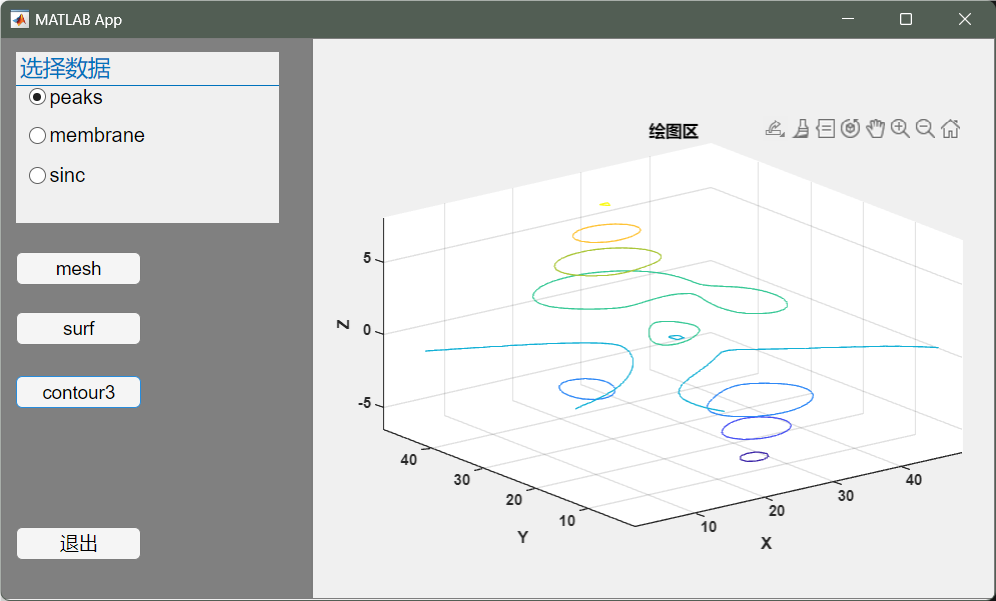 MATLAB App
选择数据
peaks
membrane
sinc
mesh
surf
contour3
退出
绘图区
5
0
-5
Z
40
30
20
10
Y
10
20
30
40
X